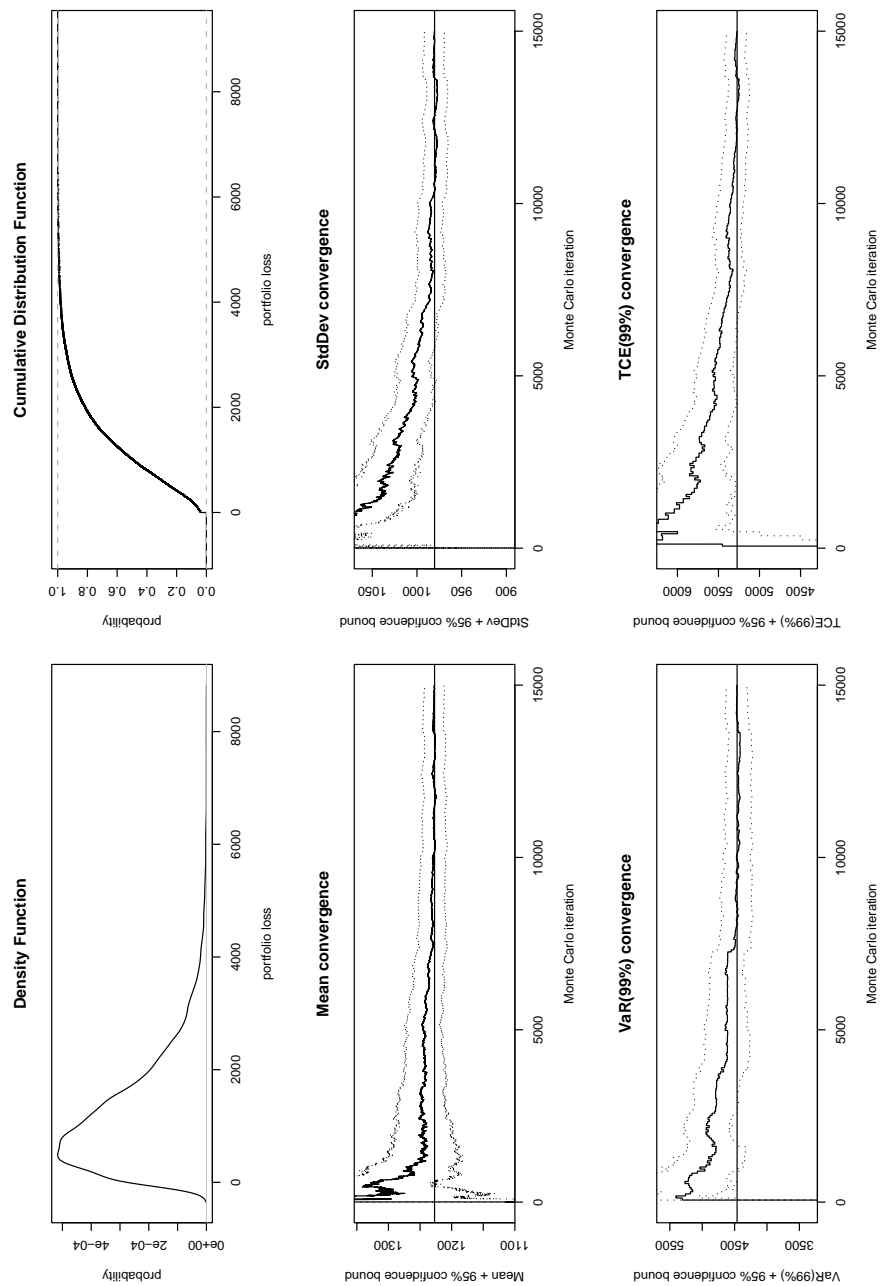 Density Function
probability
0e+00 2e−04 4e−04
0 2000 4000 6000 8000
portfolio loss
Cumulative Distribution Function
probability
0.0 0.2 0.4 0.6 0.8 1.0
0 2000 4000 6000 8000
portfolio loss
Mean convergence
Mean + 95% confidence bound
1100 1200 1300
0 5000 10000 15000
Monte Carlo iteration
StdDev convergence
StdDev + 95% confidence bound
900 950 1000 1050
0 5000 10000 15000
Monte Carlo iteration
VaR(99%) convergence
VaR(99%) + 95% confidence bound
3500 4500 5500
0 5000 10000 15000
Monte Carlo iteration
TCE(99%) convergence
TCE(99%) + 95% confidence bound
4500 5000 5500 6000
0 5000 10000 15000
Monte Carlo iteration